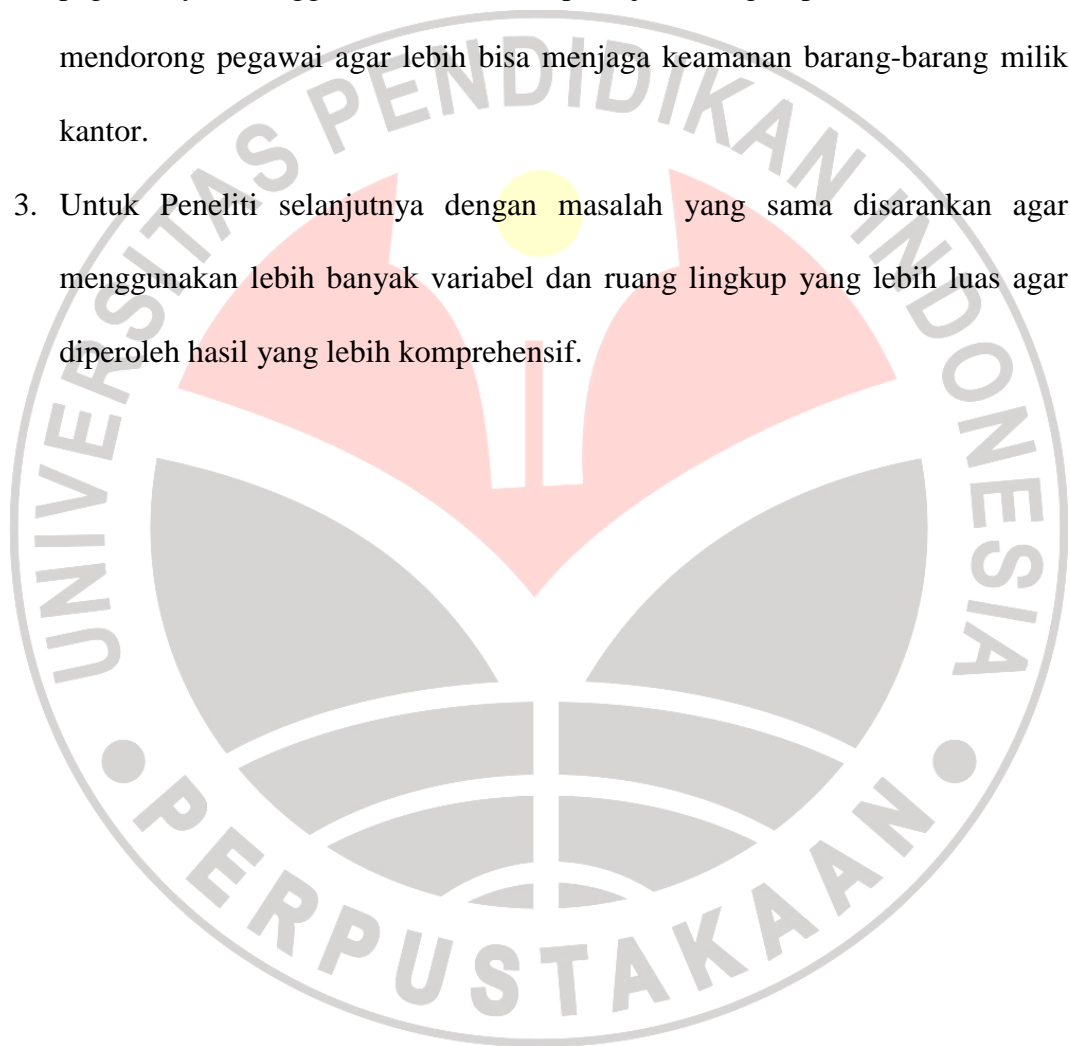 mendorong pegawai agar lebih bisa menjaga keamanan barang-barang milik
kantor.
3. Untuk Peneliti selanjutnya dengan masalah yang sama disarankan agar
menggunakan lebih banyak variabel dan ruang lingkup yang lebih luas agar
diperoleh hasil yang lebih komprehensif.
UNIVERSITAS PENDIDIKAN INDONESIA
PERPUSTAKAAN